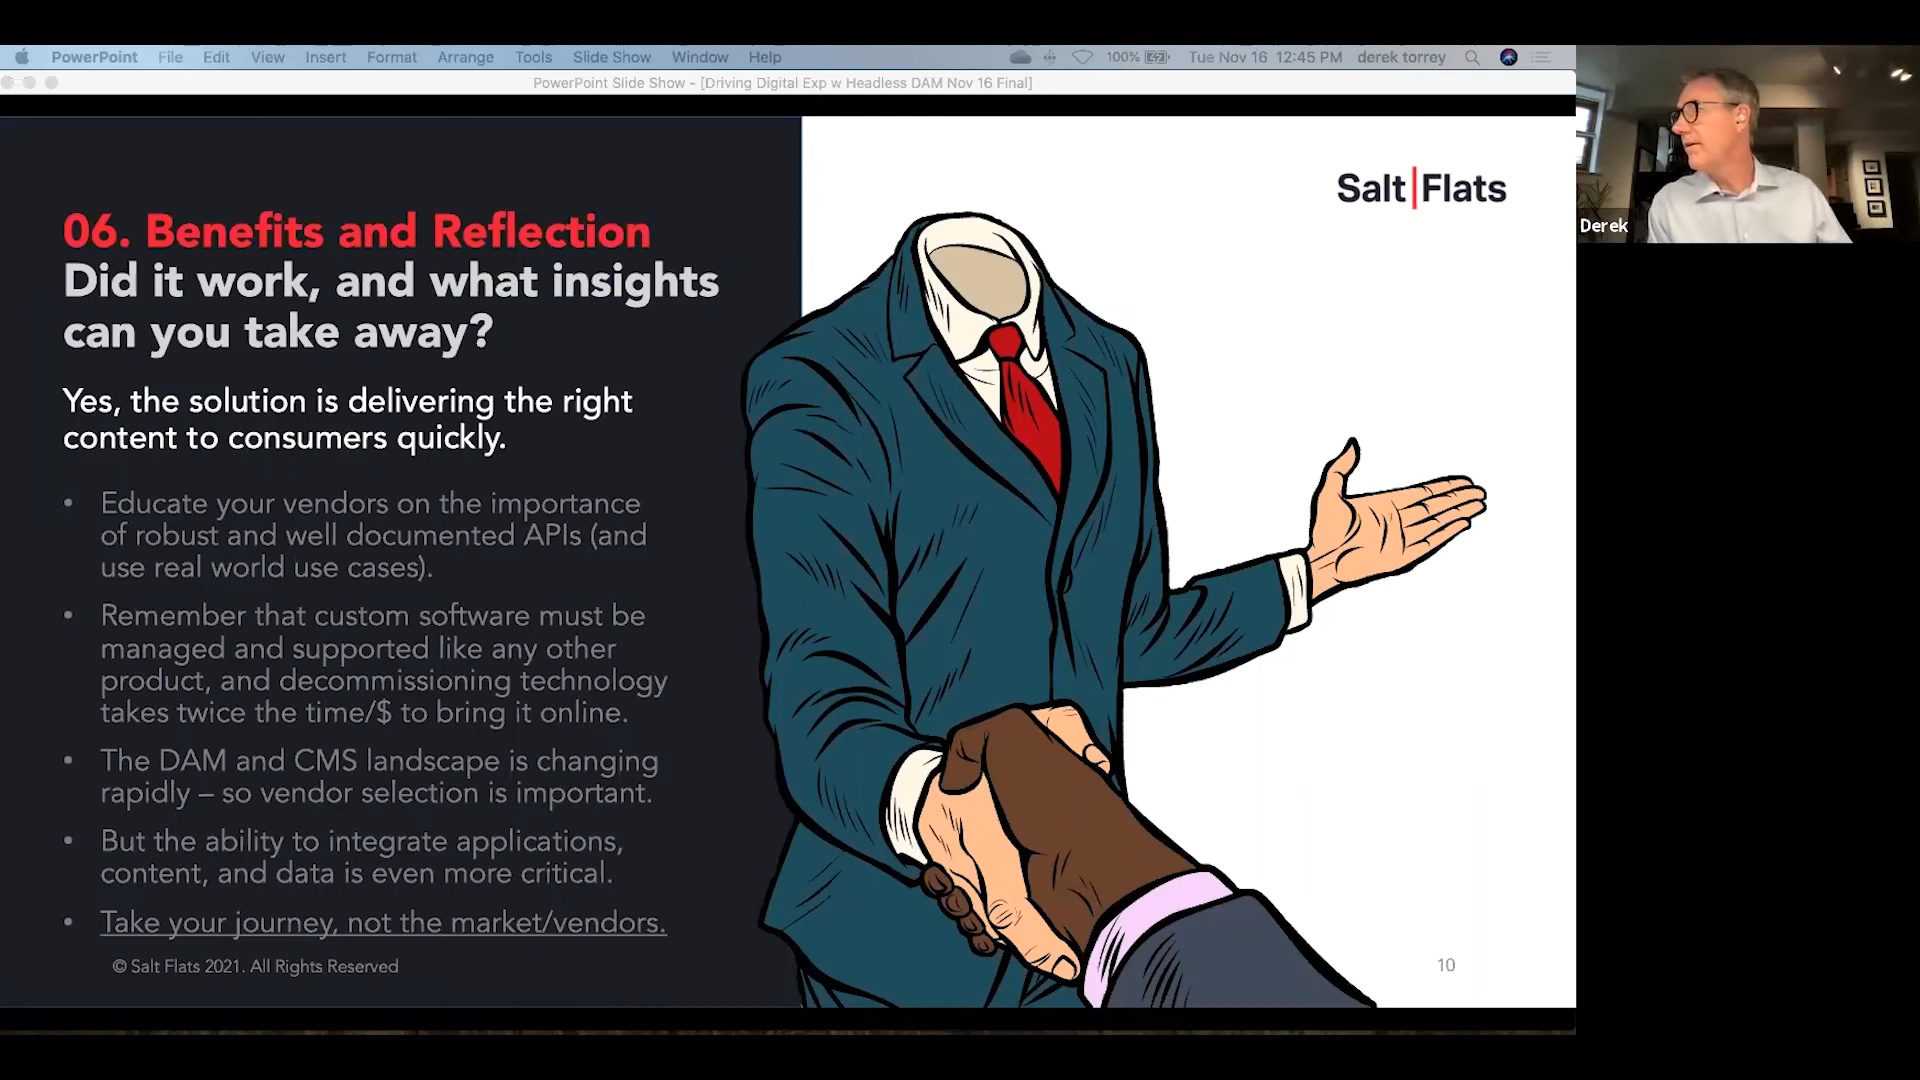 PowerPoint File Edit View Insert Format Arrange Tools Slide Show Window Help 100% Tue Nov 16 12:45 PM derek torrey
PowerPoint Slide Show - [Driving Digital Exp w Headless DAM Nov 16 Final]
Salt|Flats
Derek
06. Benefits and Reflection
Did it work, and what insights
can you take away?
Yes, the solution is delivering the right
content to consumers quickly.
• Educate your vendors on the importance
of robust and well documented APIs (and
use real world use cases).
• Remember that custom software must be
managed and supported like any other
product, and decommissioning technology
takes twice the time/$ to bring it online.
• The DAM and CMS landscape is changing
rapidly – so vendor selection is important.
• But the ability to integrate applications,
content, and data is even more critical.
• Take your journey, not the market/vendors.
© Salt Flats 2021. All Rights Reserved
10